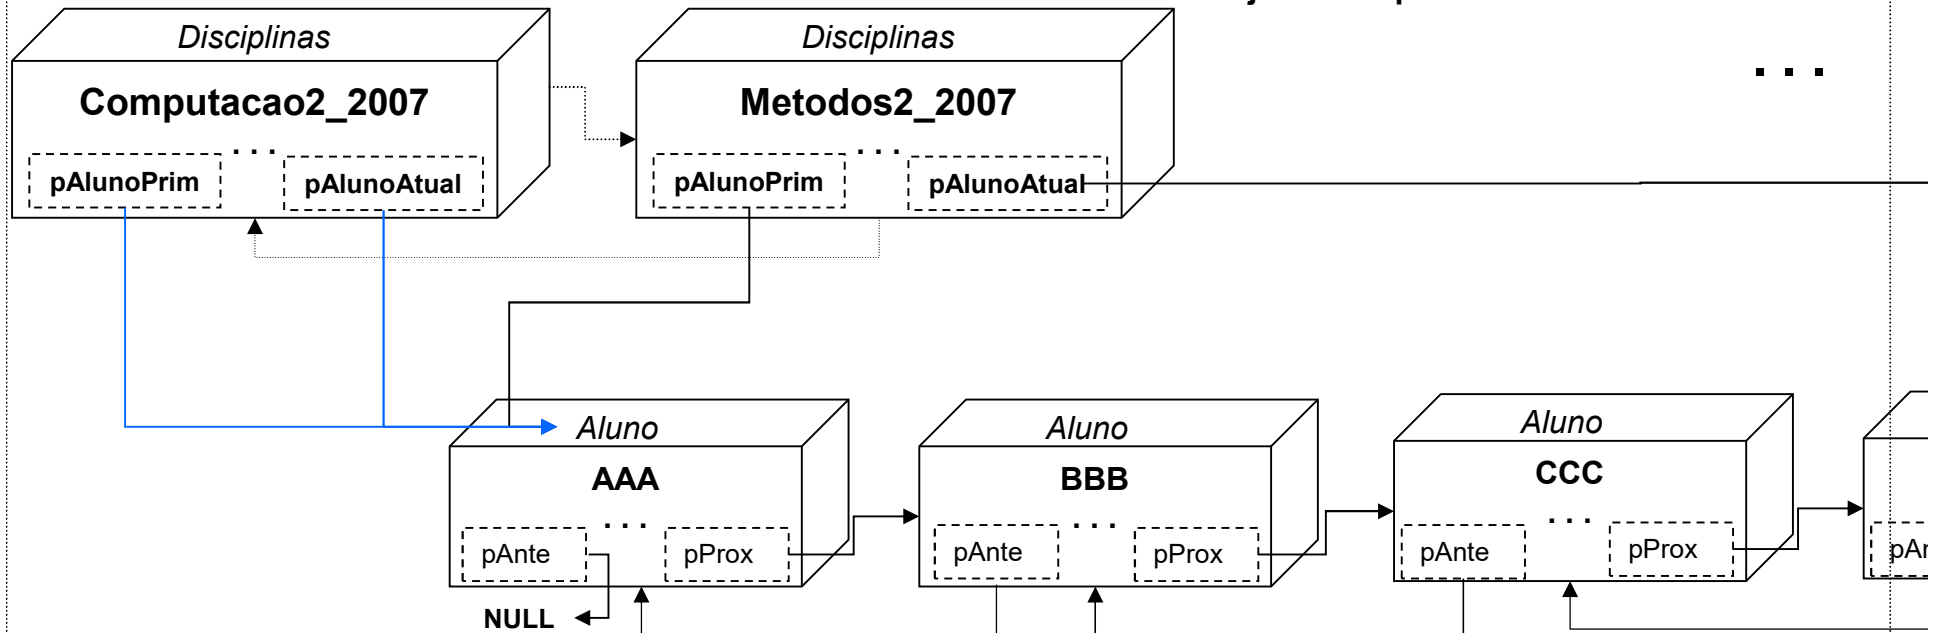 Disciplinas
Computacao2_2007
...
pAlunoPrim
pAlunoAtual
Disciplinas
Metodos2_2007
...
pAlunoPrim
pAlunoAtual
...
Aluno
AAA
...
pAnte
pProx
NULL
Aluno
BBB
...
pAnte
pProx
Aluno
CCC
...
pAnte
pProx